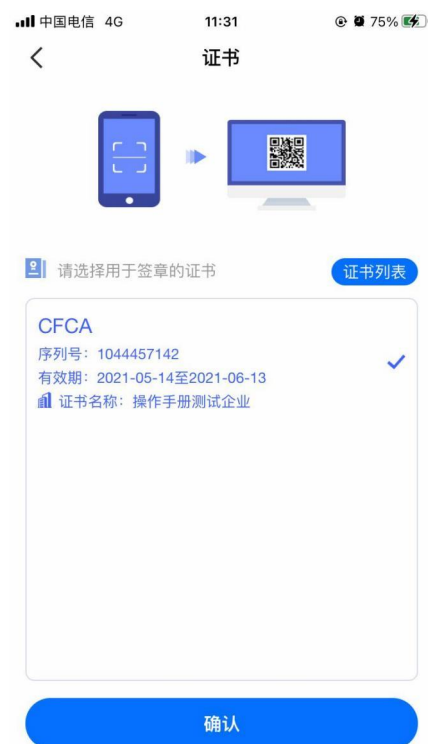 中国电信 4G 11:31 75%
证书
请选择用于签章的证书 证书列表
CFCA
序列号：1044457142
有效期：2021-05-14至2021-06-13
证书名称：操作手册测试企业
确认